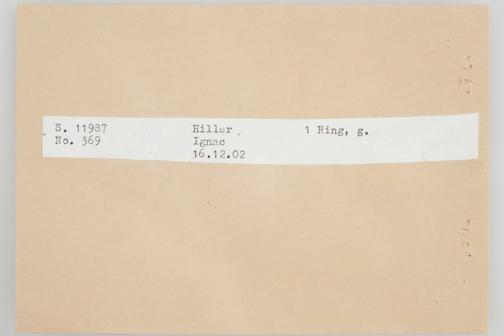 S. 11987 Hiller 1 Ring, g.
No. 369 Ignac
16.12.02